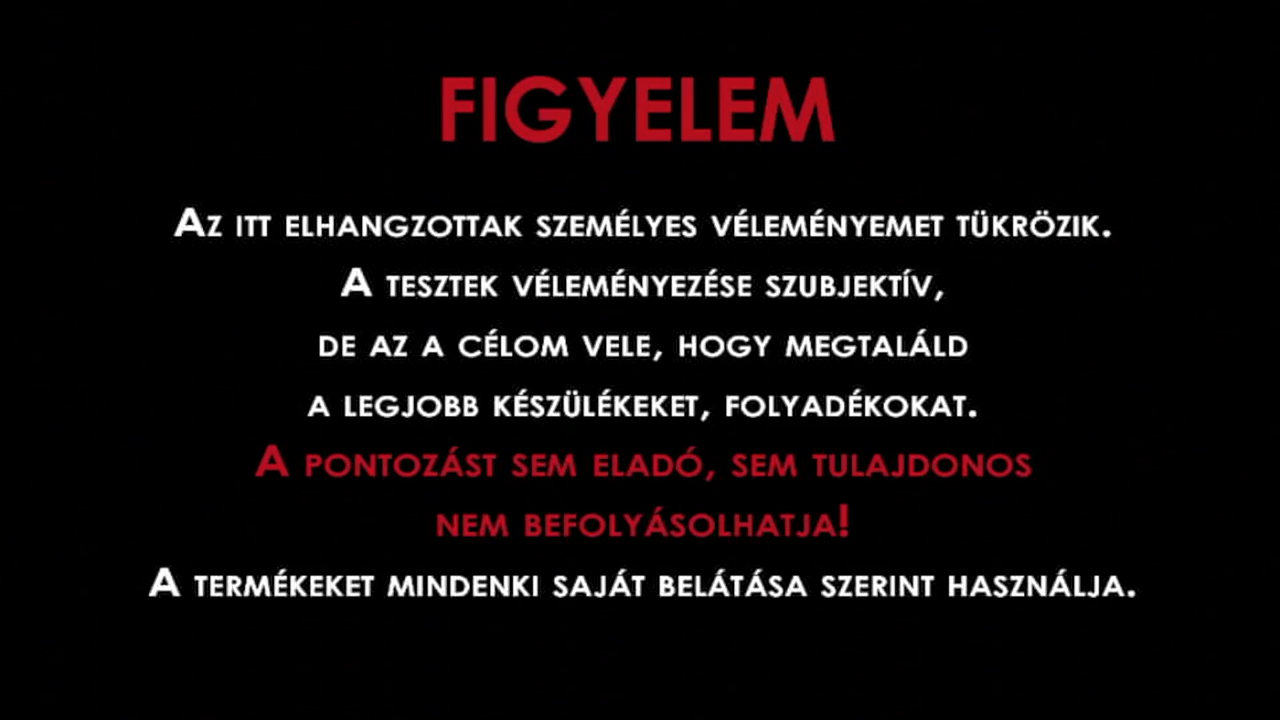 FIGYELEM
Az itt elhangzottak személyes véleményemet tükrözik.
A tesztek véleményezése szubjektív,
de az a célom vele, hogy megtaláld
a legjobb készülékeket, folyadékokat.
A pontozást sem eladó, sem tulajdonos
nem befolyásolhatja!
A termékeket mindenki saját belátása szerint használja.